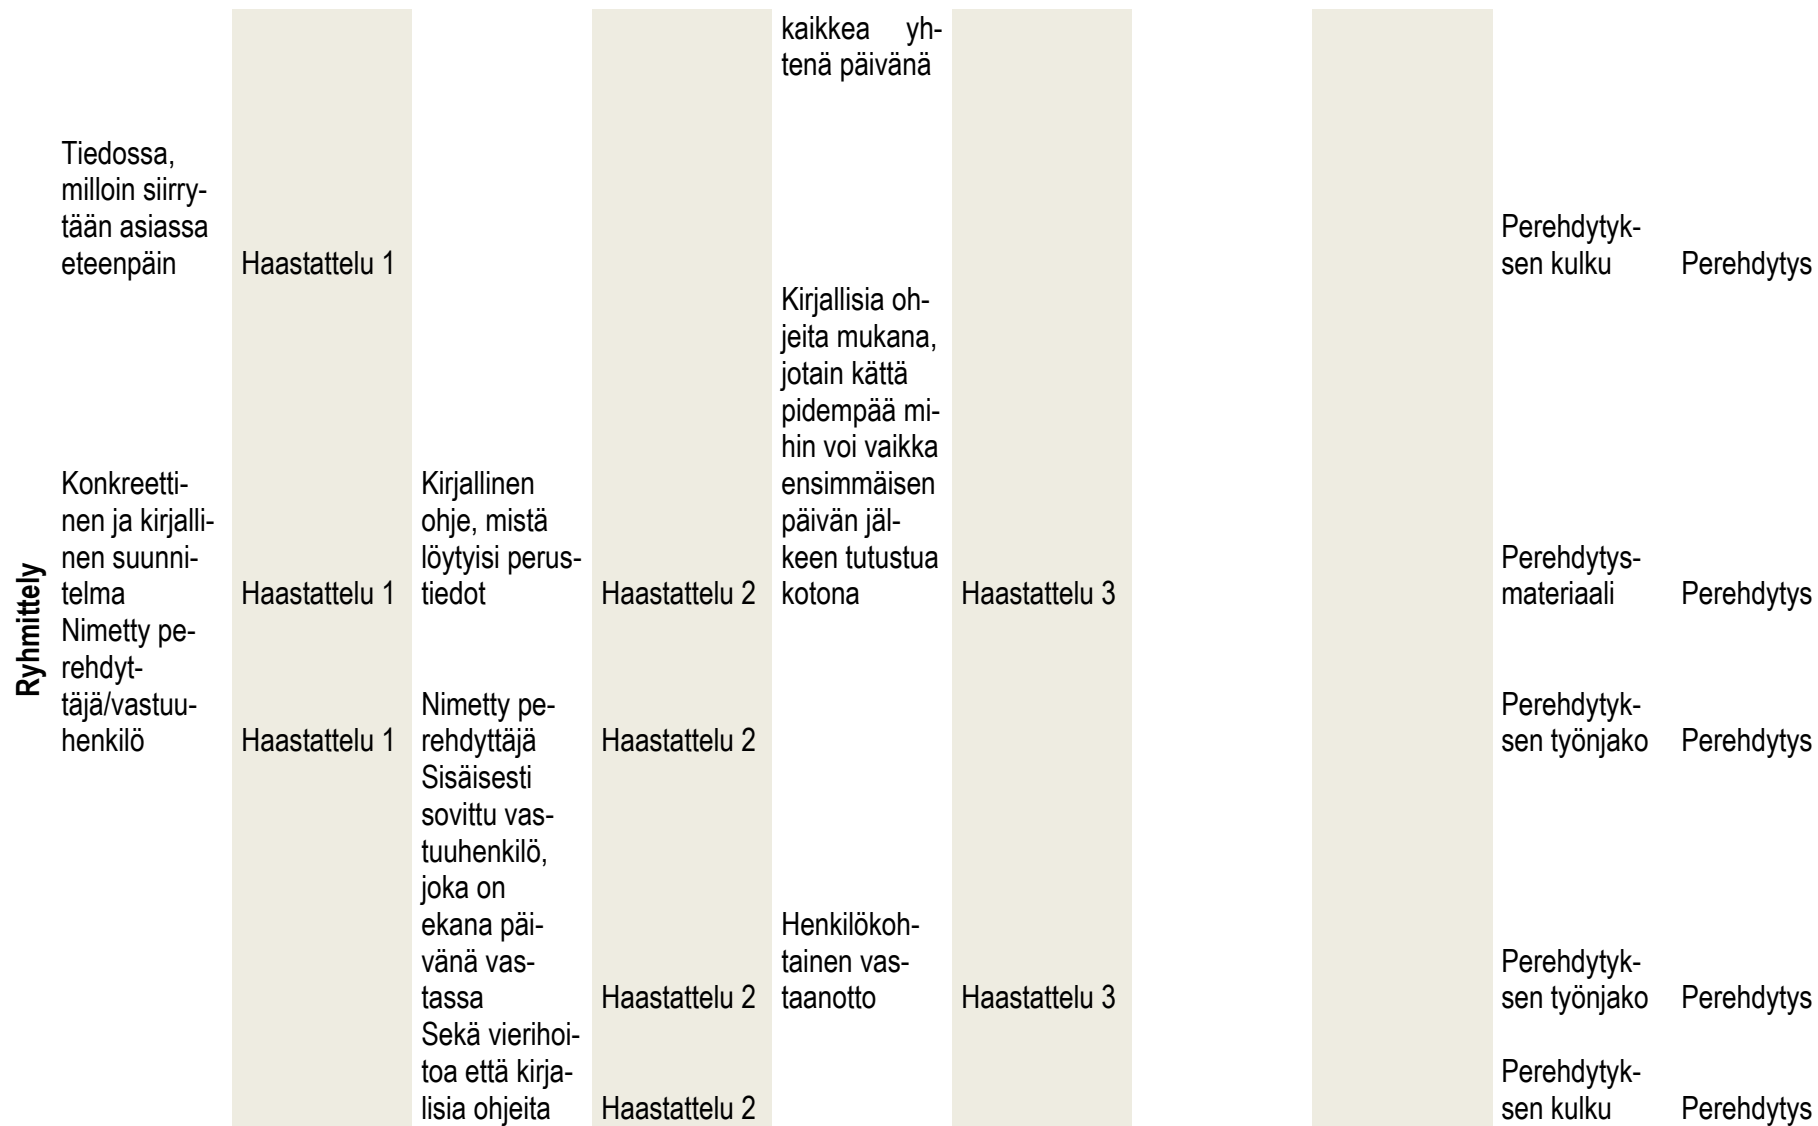 kaikkea yh-
tenä päivänä
Tiedossa,
milloin siirry-
tään asiassa
eteenpäin
Haastattelu 1
Perehdytyk-
sen kulku
Perehdytys
Ryhmittely
Konkreetti-
nen ja kirjalli-
nen suunni-
telma
Haastattelu 1
Kirjallinen
ohje, mistä
löytyisi perus-
tiedot
Haastattelu 2
Kirjallisia oh-
jeita mukana,
jotain kättä
pidempää mi-
hin voi vaikka
ensimmäisen
päivän jäl-
keen tutustua
kotona
Haastattelu 3
Perehdytys-
materiaali
Perehdytys
Nimetty pe-
rehdyt-
täjä/vastuu-
henkilö
Haastattelu 1
Nimetty pe-
rehdyttäjä
Haastattelu 2
Perehdytyk-
sen työnjako
Perehdytys
Sisäisesti
sovittu vas-
tuuhenkilö,
joka on
ekana päi-
vänä vas-
tassa
Haastattelu 2
Henkilökoh-
tainen vas-
taanotto
Haastattelu 3
Perehdytyk-
sen työnjako
Perehdytys
Sekä vierihoi-
toa että kirja-
lisia ohjeita
Haastattelu 2
Perehdytyk-
sen kulku
Perehdytys